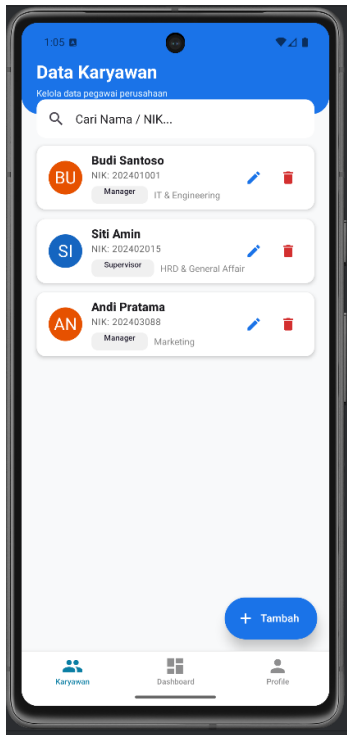 1:05
Data Karyawan
Kelola data pegawai perusahaan
Cari Nama / NIK...
BU
Budi Santoso
NIK: 202401001
Manager IT & Engineering
SI
Siti Amin
NIK: 202402015
Supervisor HRD & General Affair
AN
Andi Pratama
NIK: 202403088
Manager Marketing
+ Tambah
Karyawan Dashboard Profile